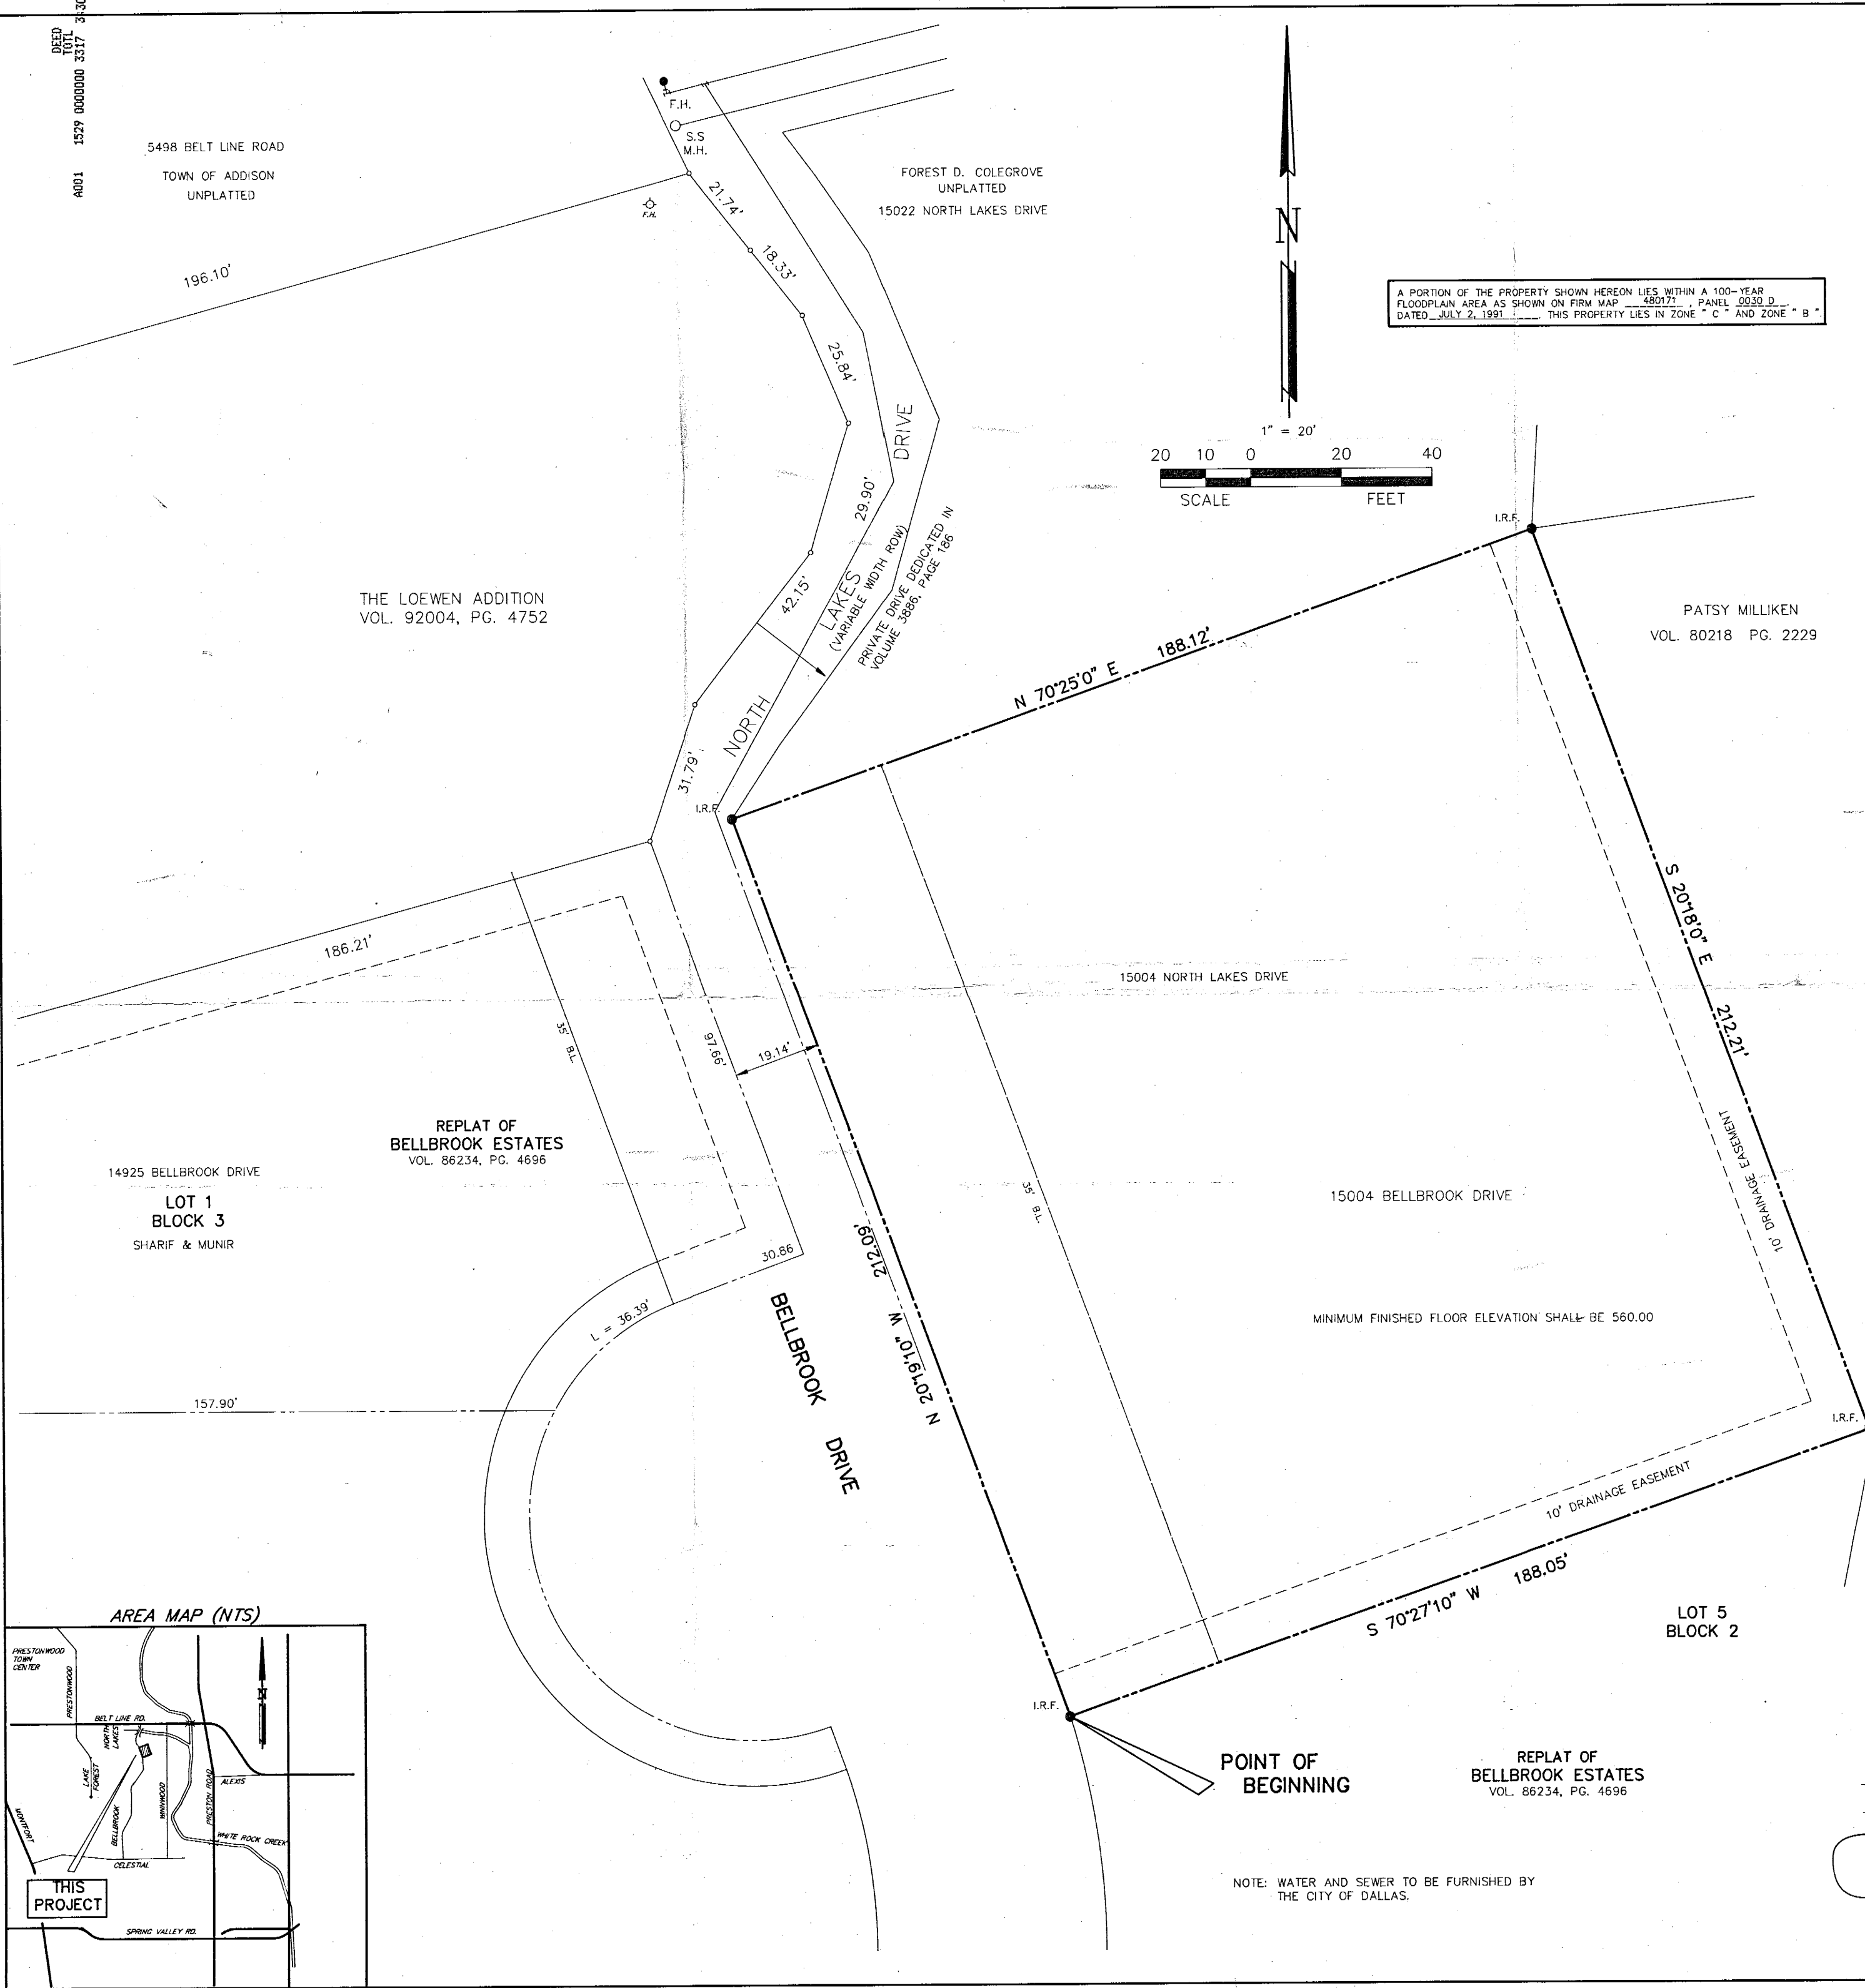 DEED
TOTL
A001 1529 0000000 3317
5498 BELT LINE ROAD
TOWN OF ADDISON
UNPLATTED
F.H.
S.S
M.H.
F.H.
FOREST D. COLEGROVE
UNPLATTED
15022 NORTH LAKES DRIVE
196.10'
21.74'
18.33'
25.84'
29.90'
42.15'
31.79'
N
A PORTION OF THE PROPERTY SHOWN HEREON LIES WITHIN A 100-YEAR
FLOODPLAIN AREA AS SHOWN ON FIRM MAP 480171, PANEL 0030 D.
DATED JULY 2, 1991. THIS PROPERTY LIES IN ZONE " C " AND ZONE " B ".
1" = 20'
20 10 0 20 40
SCALE FEET
NORTH LAKES DRIVE
(VARIABLE WIDTH ROW)
PRIVATE DRIVE DEDICATED IN
VOLUME 3886, PAGE 186
THE LOEWEN ADDITION
VOL. 92004, PG. 4752
I.R.F.
PATSY MILLIKEN
VOL. 80218 PG. 2229
N 70°25'0" E 188.12'
I.R.F.
S 20°18'0" E 212.21'
186.21'
15004 NORTH LAKES DRIVE
35' B.L.
97.66'
19.14'
REPLAT OF
BELLBROOK ESTATES
VOL. 86234, PG. 4696
14925 BELLBROOK DRIVE
LOT 1
BLOCK 3
SHARIF & MUNIR
35' B.L.
15004 BELLBROOK DRIVE
10' DRAINAGE EASEMENT
30.86
L = 36.39'
N 20°19'10" W 212.09'
BELLBROOK DRIVE
MINIMUM FINISHED FLOOR ELEVATION SHALL BE 560.00
157.90'
I.R.F.
10' DRAINAGE EASEMENT
S 70°27'10" W 188.05'
LOT 5
BLOCK 2
I.R.F.
POINT OF
BEGINNING
REPLAT OF
BELLBROOK ESTATES
VOL. 86234, PG. 4696
NOTE: WATER AND SEWER TO BE FURNISHED BY
THE CITY OF DALLAS.
AREA MAP (NTS)
PRESTONWOOD
TOWN
CENTER
PRESTONWOOD
BELT LINE RD.
NORTH
LAKES
N
LAKE
FOREST
ALEXIS
WINNWOOD
PRESTON ROAD
BELLBROOK
MONTFORT
WHITE ROCK CREEK
CELESTIAL
THIS
PROJECT
SPRING VALLEY RD.